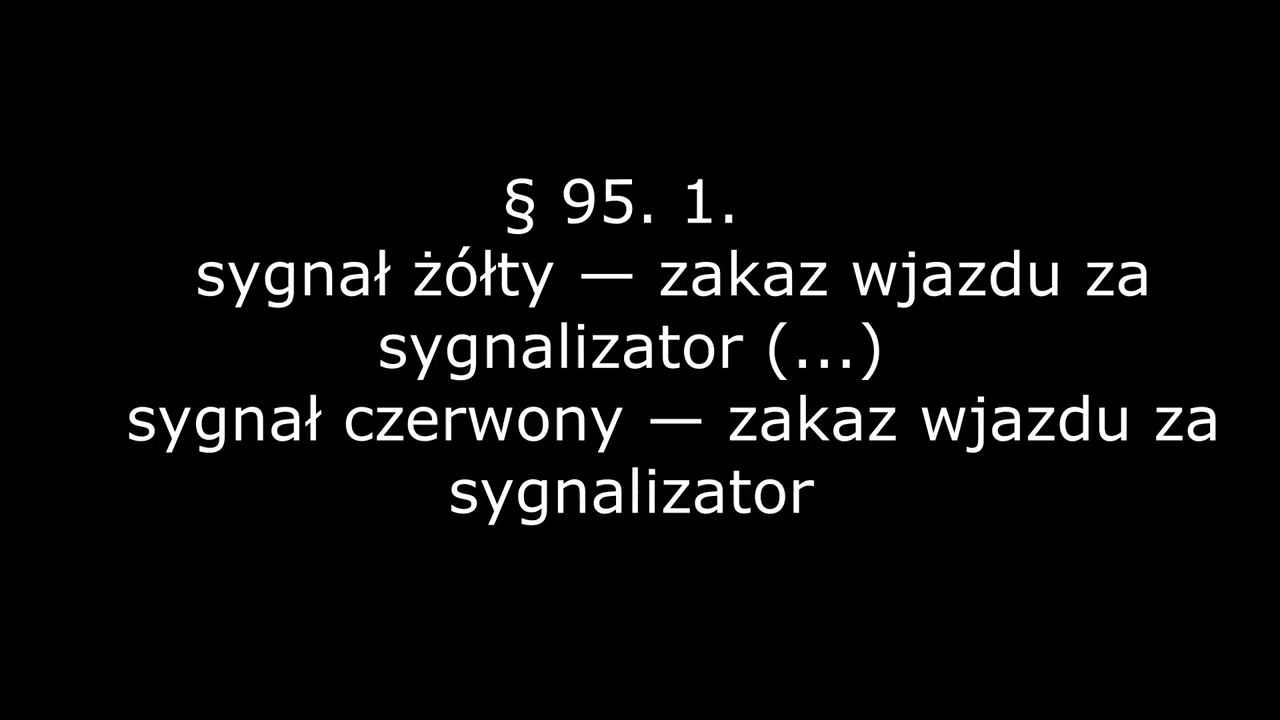 § 95. 1.
sygnał żółty — zakaz wjazdu za
sygnalizator (...)
sygnał czerwony — zakaz wjazdu za
sygnalizator